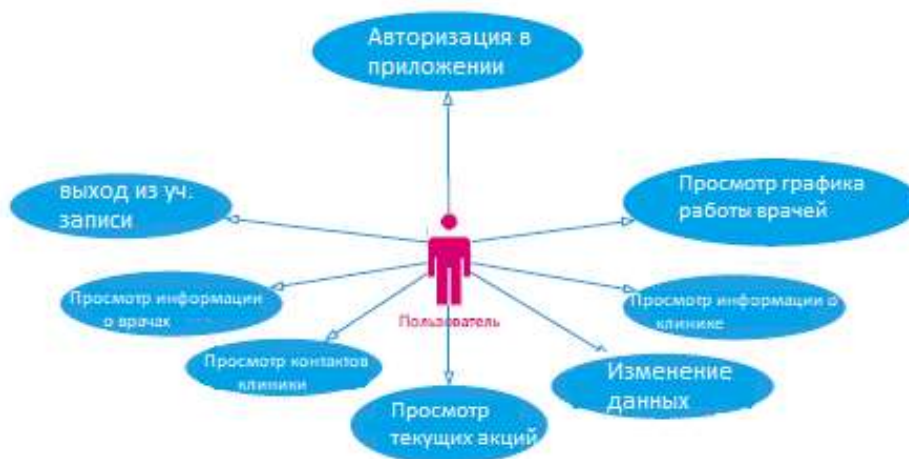 Авторизация в
приложении
выход из уч.
записи
Просмотр графика
работы врачей
Просмотр информации
о врачах
Пользователь
Просмотр информации о
клинике
Просмотр контактов
клиники
Просмотр
текущих акций
Изменение
данных